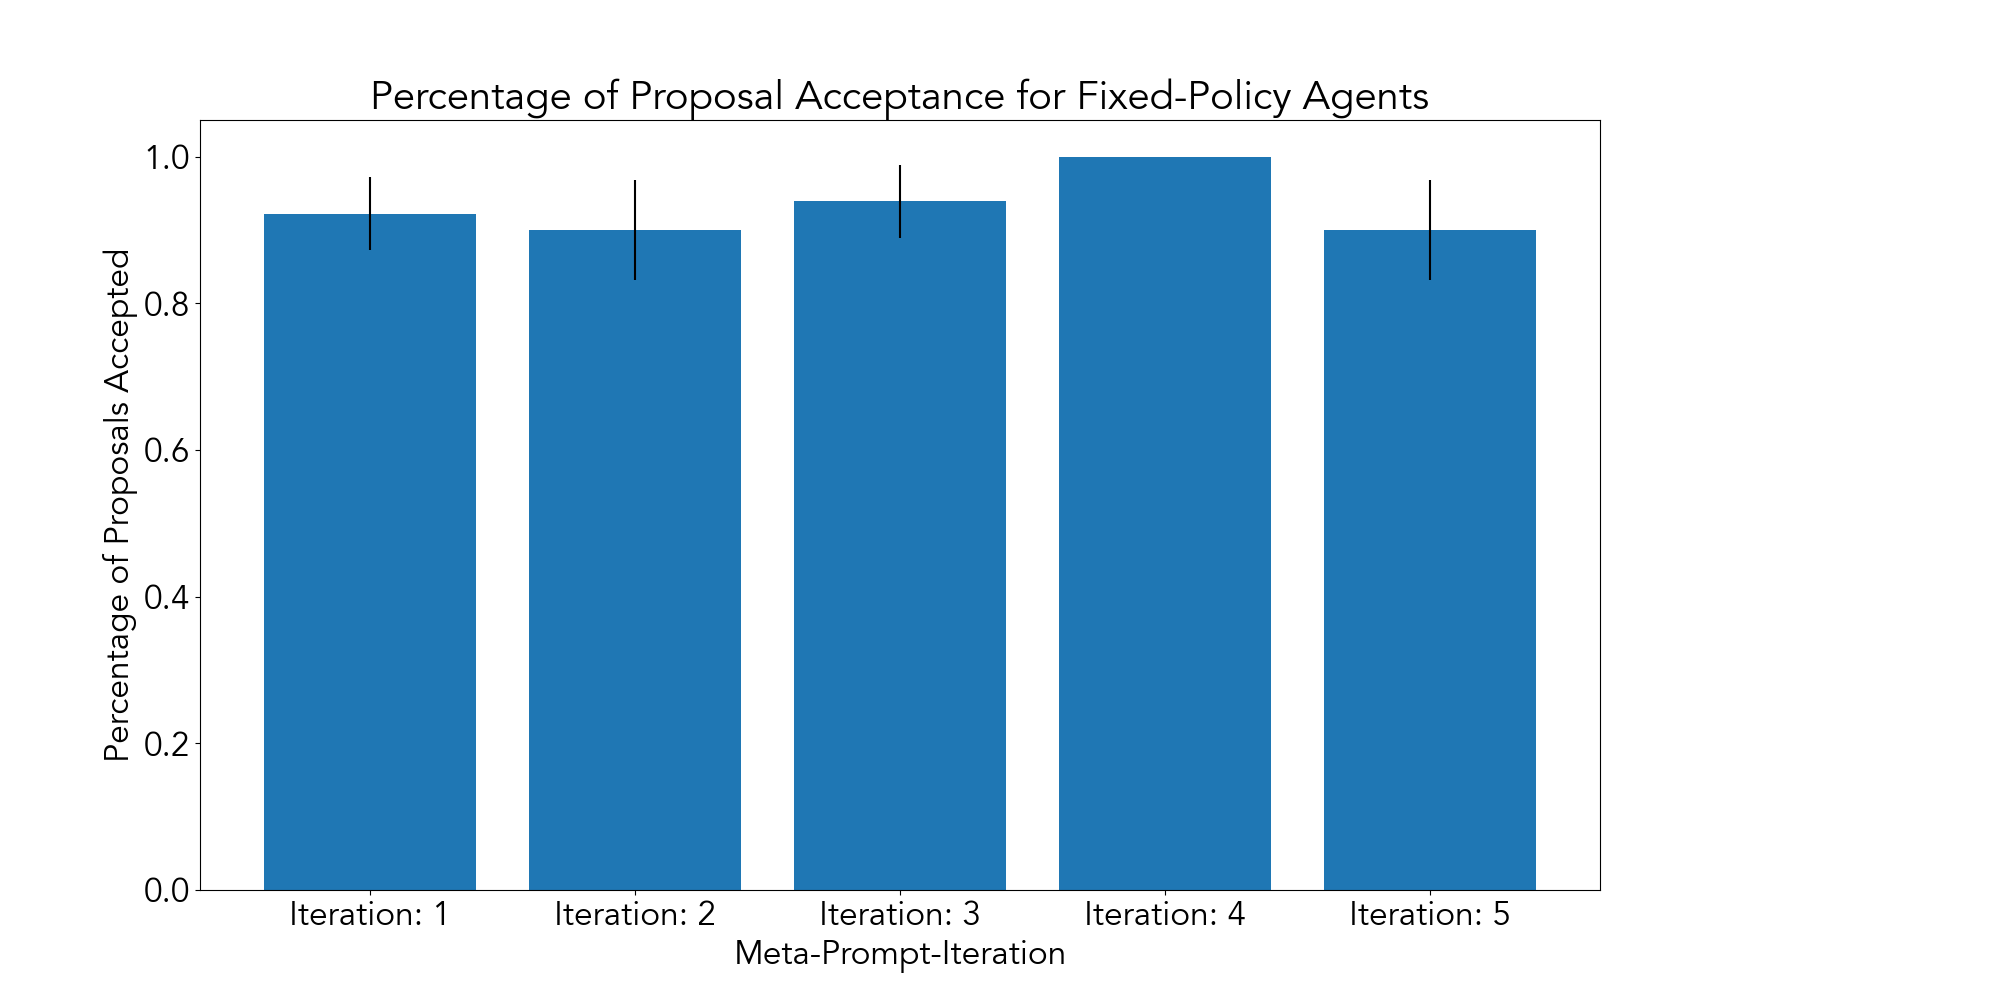 Percentage of Proposal Acceptance for Fixed-Policy Agents
Percentage of Proposals Accepted
1.0
0.8
0.6
0.4
0.2
0.0
Iteration: 1
Iteration: 2
Iteration: 3
Iteration: 4
Iteration: 5
Meta-Prompt-Iteration